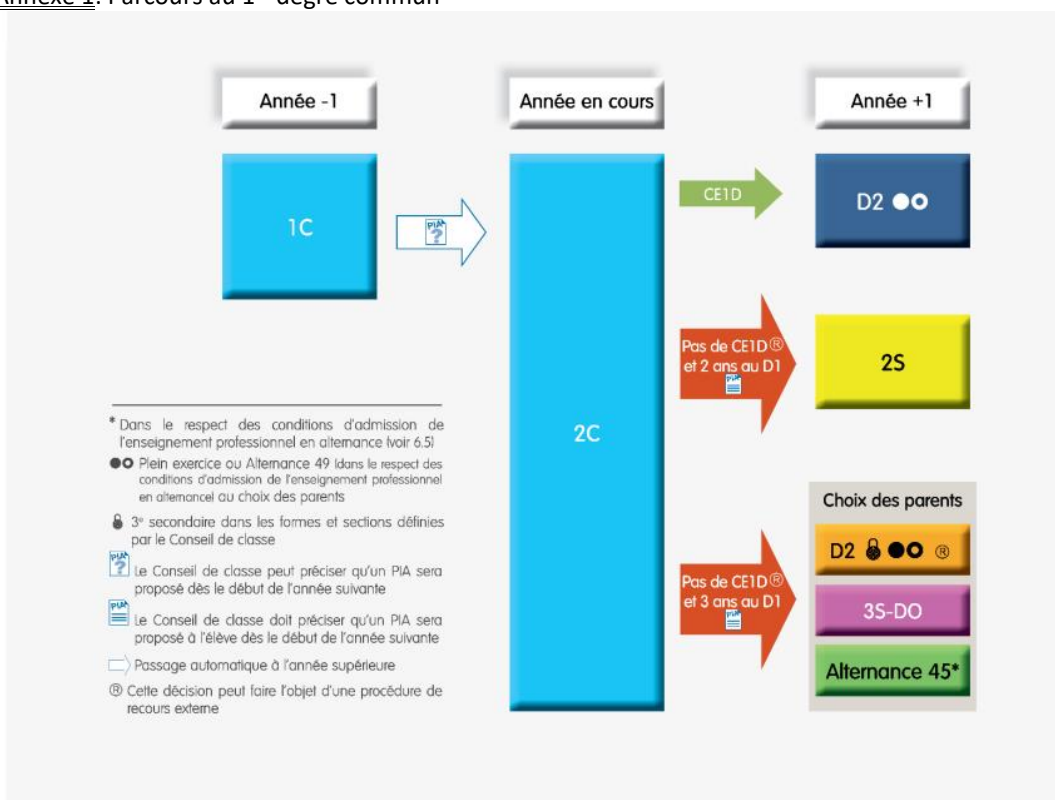 Annexe 1: Parcours au 1er degré commun
Année -1
Année en cours
Année +1
1C
PIA
?
2C
CE1D
D2
Pas de CE1D ®
et 2 ans au D1
PIA
2S
Pas de CE1D ®
et 3 ans au D1
PIA
Choix des parents
D2 ®
3S-DO
Alternance 45*
* Dans le respect des conditions d'admission de
l'enseignement professionnel en alternance (voir 6.5)
Plein exercice ou Alternance 49 (dans le respect des
conditions d'admission de l'enseignement professionnel
en alternance) au choix des parents
3e secondaire dans les formes et sections définies
par le Conseil de classe
PIA
?
Le Conseil de classe peut préciser qu'un PIA sera
proposé dès le début de l'année suivante
PIA
Le Conseil de classe doit préciser qu'un PIA sera
proposé à l'élève dès le début de l'année suivante
Passage automatique à l'année supérieure
® Cette décision peut faire l'objet d'une procédure de
recours externe